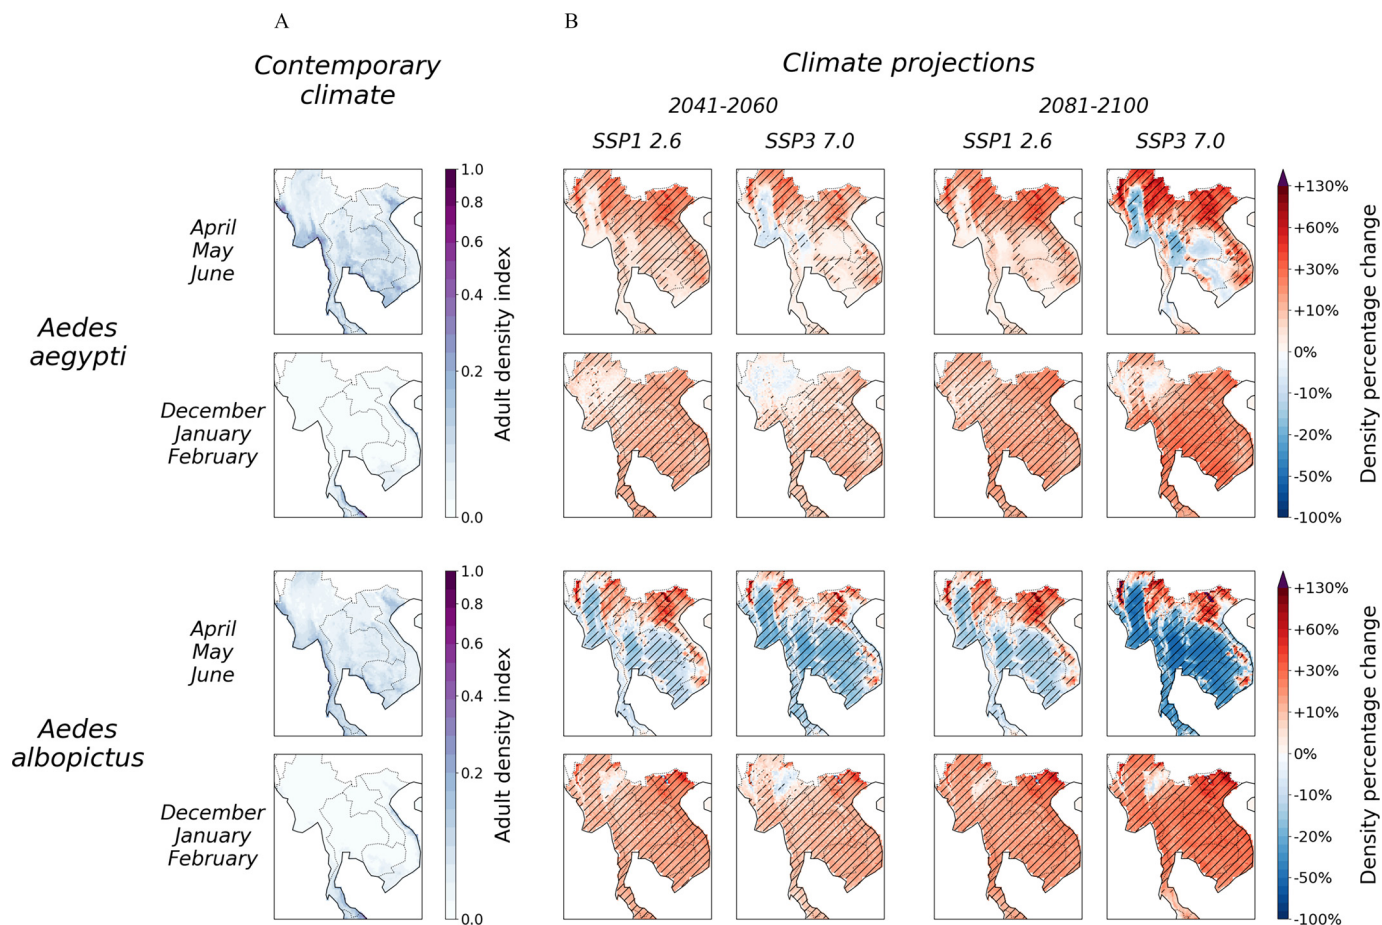 A
B
Contemporary
climate
Climate projections
2041-2060
2081-2100
SSP1 2.6
SSP3 7.0
SSP1 2.6
SSP3 7.0
Aedes
aegypti
April
May
June
December
January
February
1.0
0.8
0.6
0.4
0.2
0.0
Adult density index
+130%
+60%
+30%
+10%
0%
-10%
-20%
-50%
-100%
Density percentage change
Aedes
albopictus
April
May
June
December
January
February
1.0
0.8
0.6
0.4
0.2
0.0
Adult density index
+130%
+60%
+30%
+10%
0%
-10%
-20%
-50%
-100%
Density percentage change